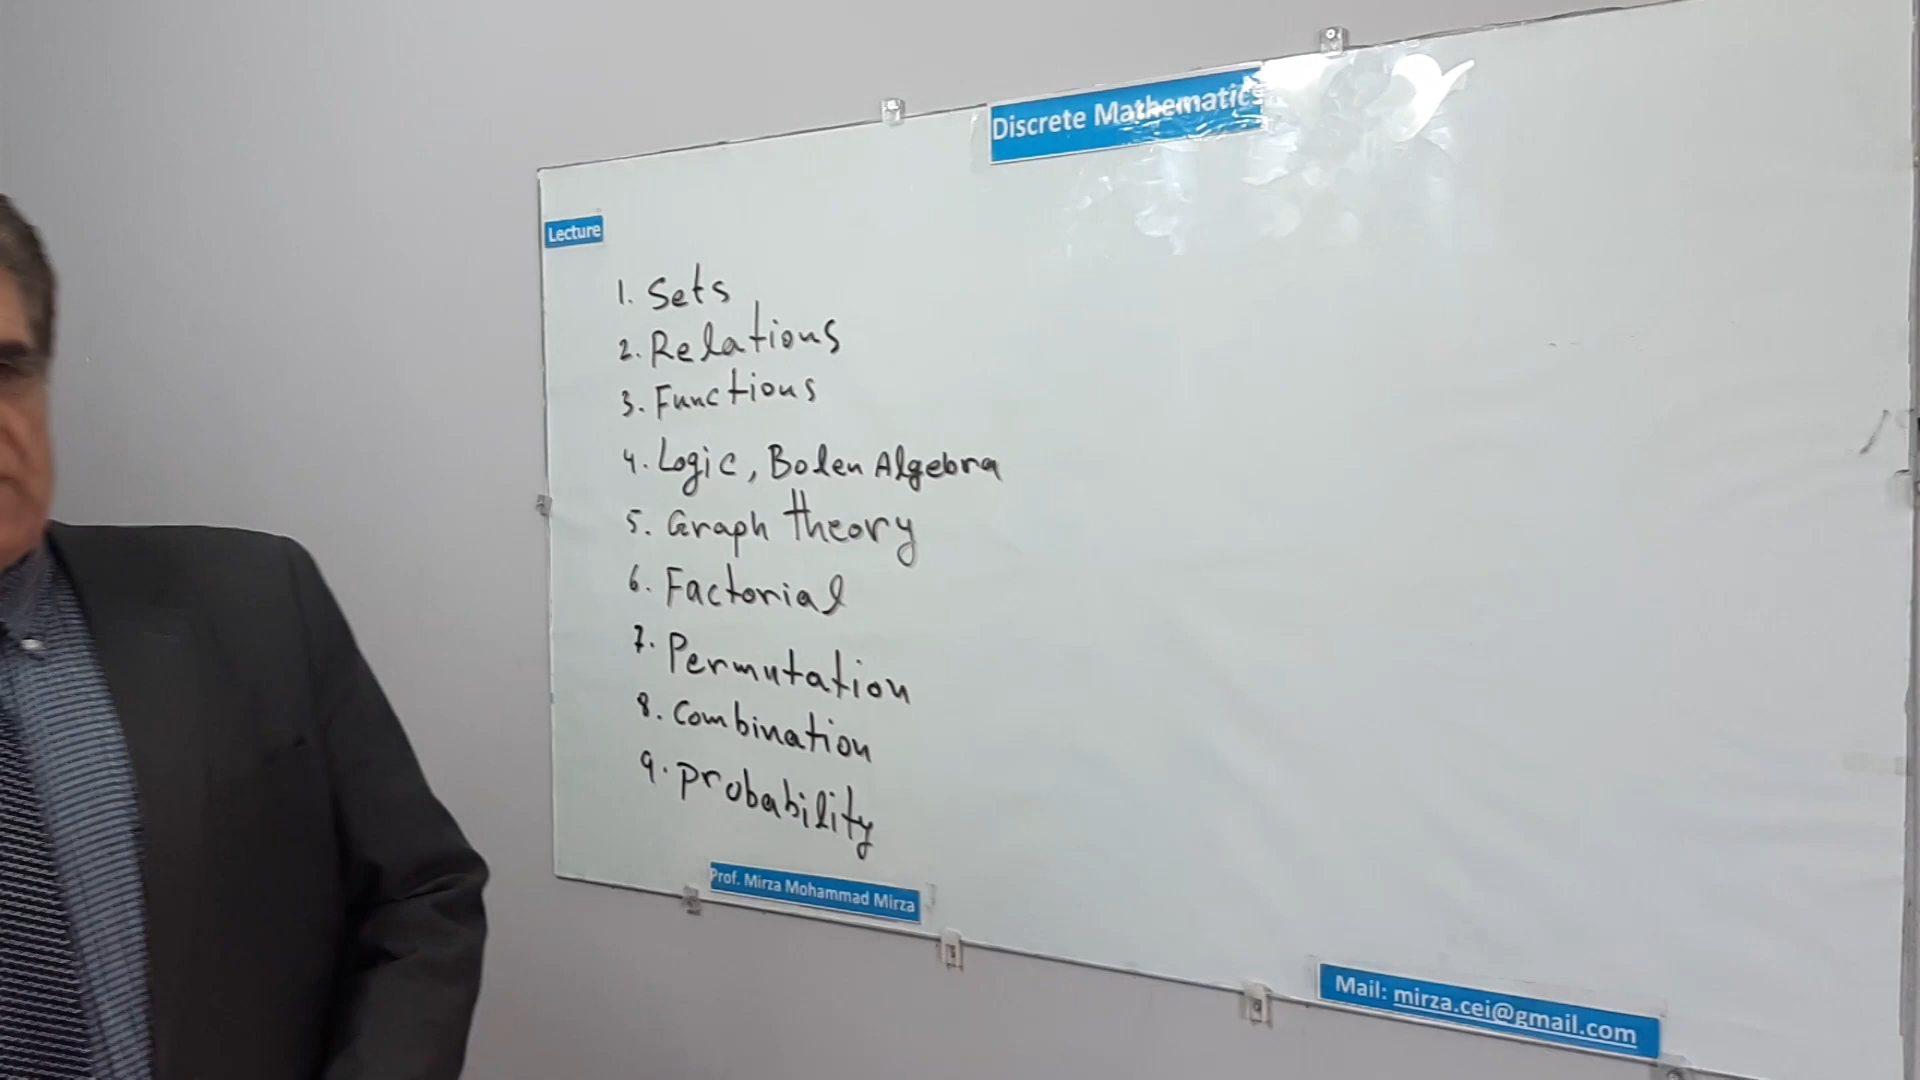 Discrete Mathematics
Lecture
1. Sets
2. Relations
3. Functions
4. Logic, Bolen Algebra
5. Graph theory
6. Factorial
7. Permutation
8. Combination
9. probability
Prof. Mirza Mohammad Mirza
Mail: mirza.cei@gmail.com